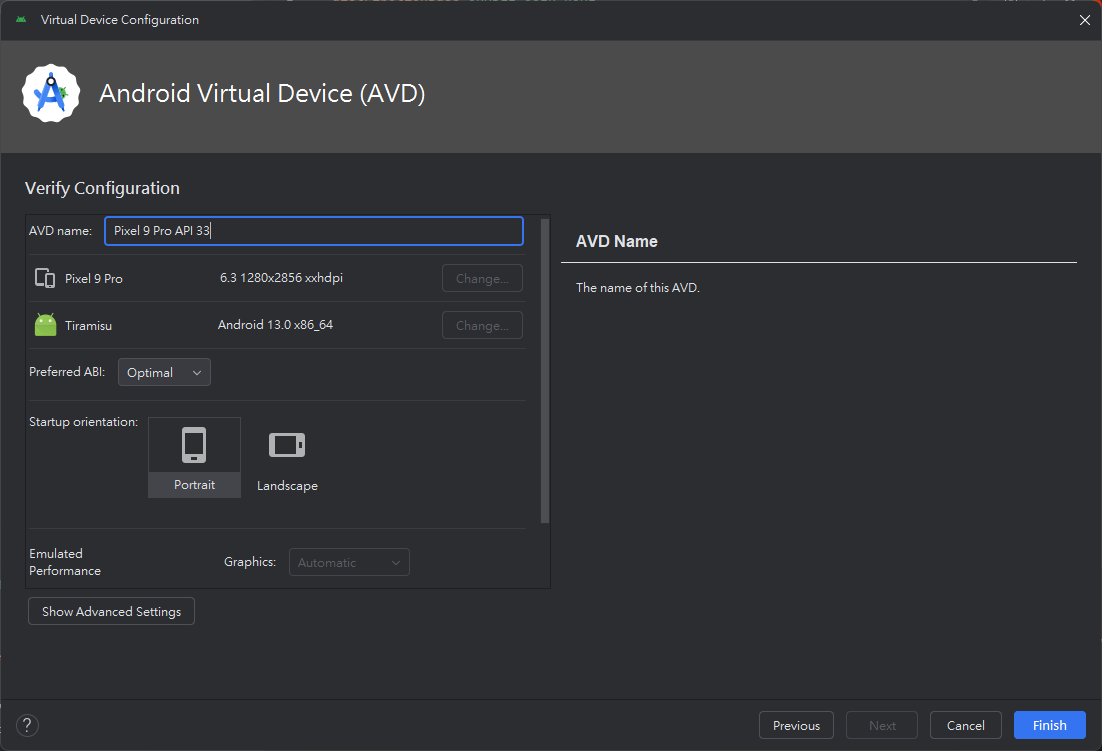 Virtual Device Configuration
Android Virtual Device (AVD)
Verify Configuration
AVD name: Pixel 9 Pro API 33
Pixel 9 Pro 6.3 1280x2856 xxhdpi Change...
Tiramisu Android 13.0 x86_64 Change...
Preferred ABI: Optimal
Startup orientation:
Portrait
Landscape
Emulated
Performance
Graphics: Automatic
Show Advanced Settings
AVD Name
The name of this AVD.
?
Previous Next Cancel Finish